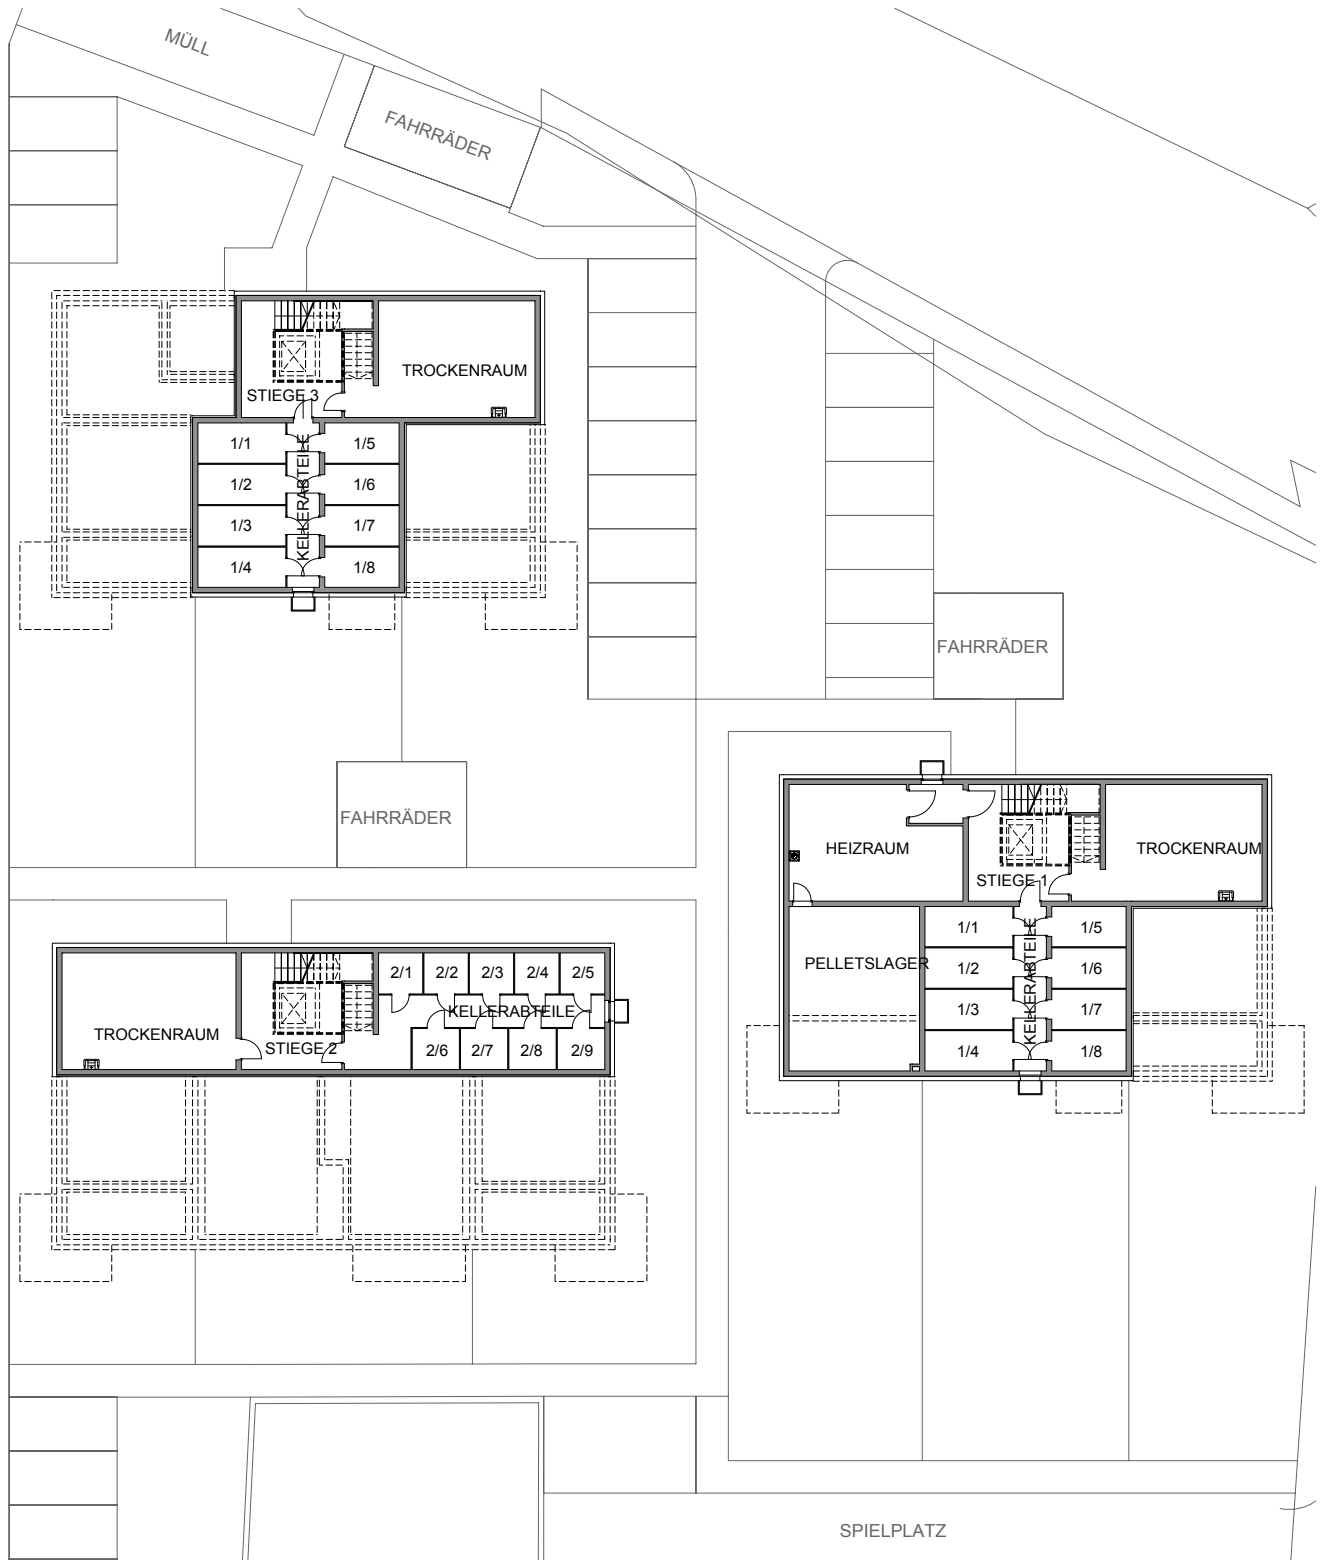 MÜLL
FAHRRÄDER
TROCKENRAUM
STIEGE 3
1/1
1/5
1/2
1/6
1/3
1/7
1/4
1/8
KELLERABTEILE
FAHRRÄDER
FAHRRÄDER
HEIZRAUM
TROCKENRAUM
STIEGE 1
PELLETSLAGER
1/1
1/5
1/2
1/6
1/3
1/7
1/4
1/8
KELLERABTEILE
2/1
2/2
2/3
2/4
2/5
KELLERABTEILE
TROCKENRAUM
STIEGE 2
2/6
2/7
2/8
2/9
SPIELPLATZ